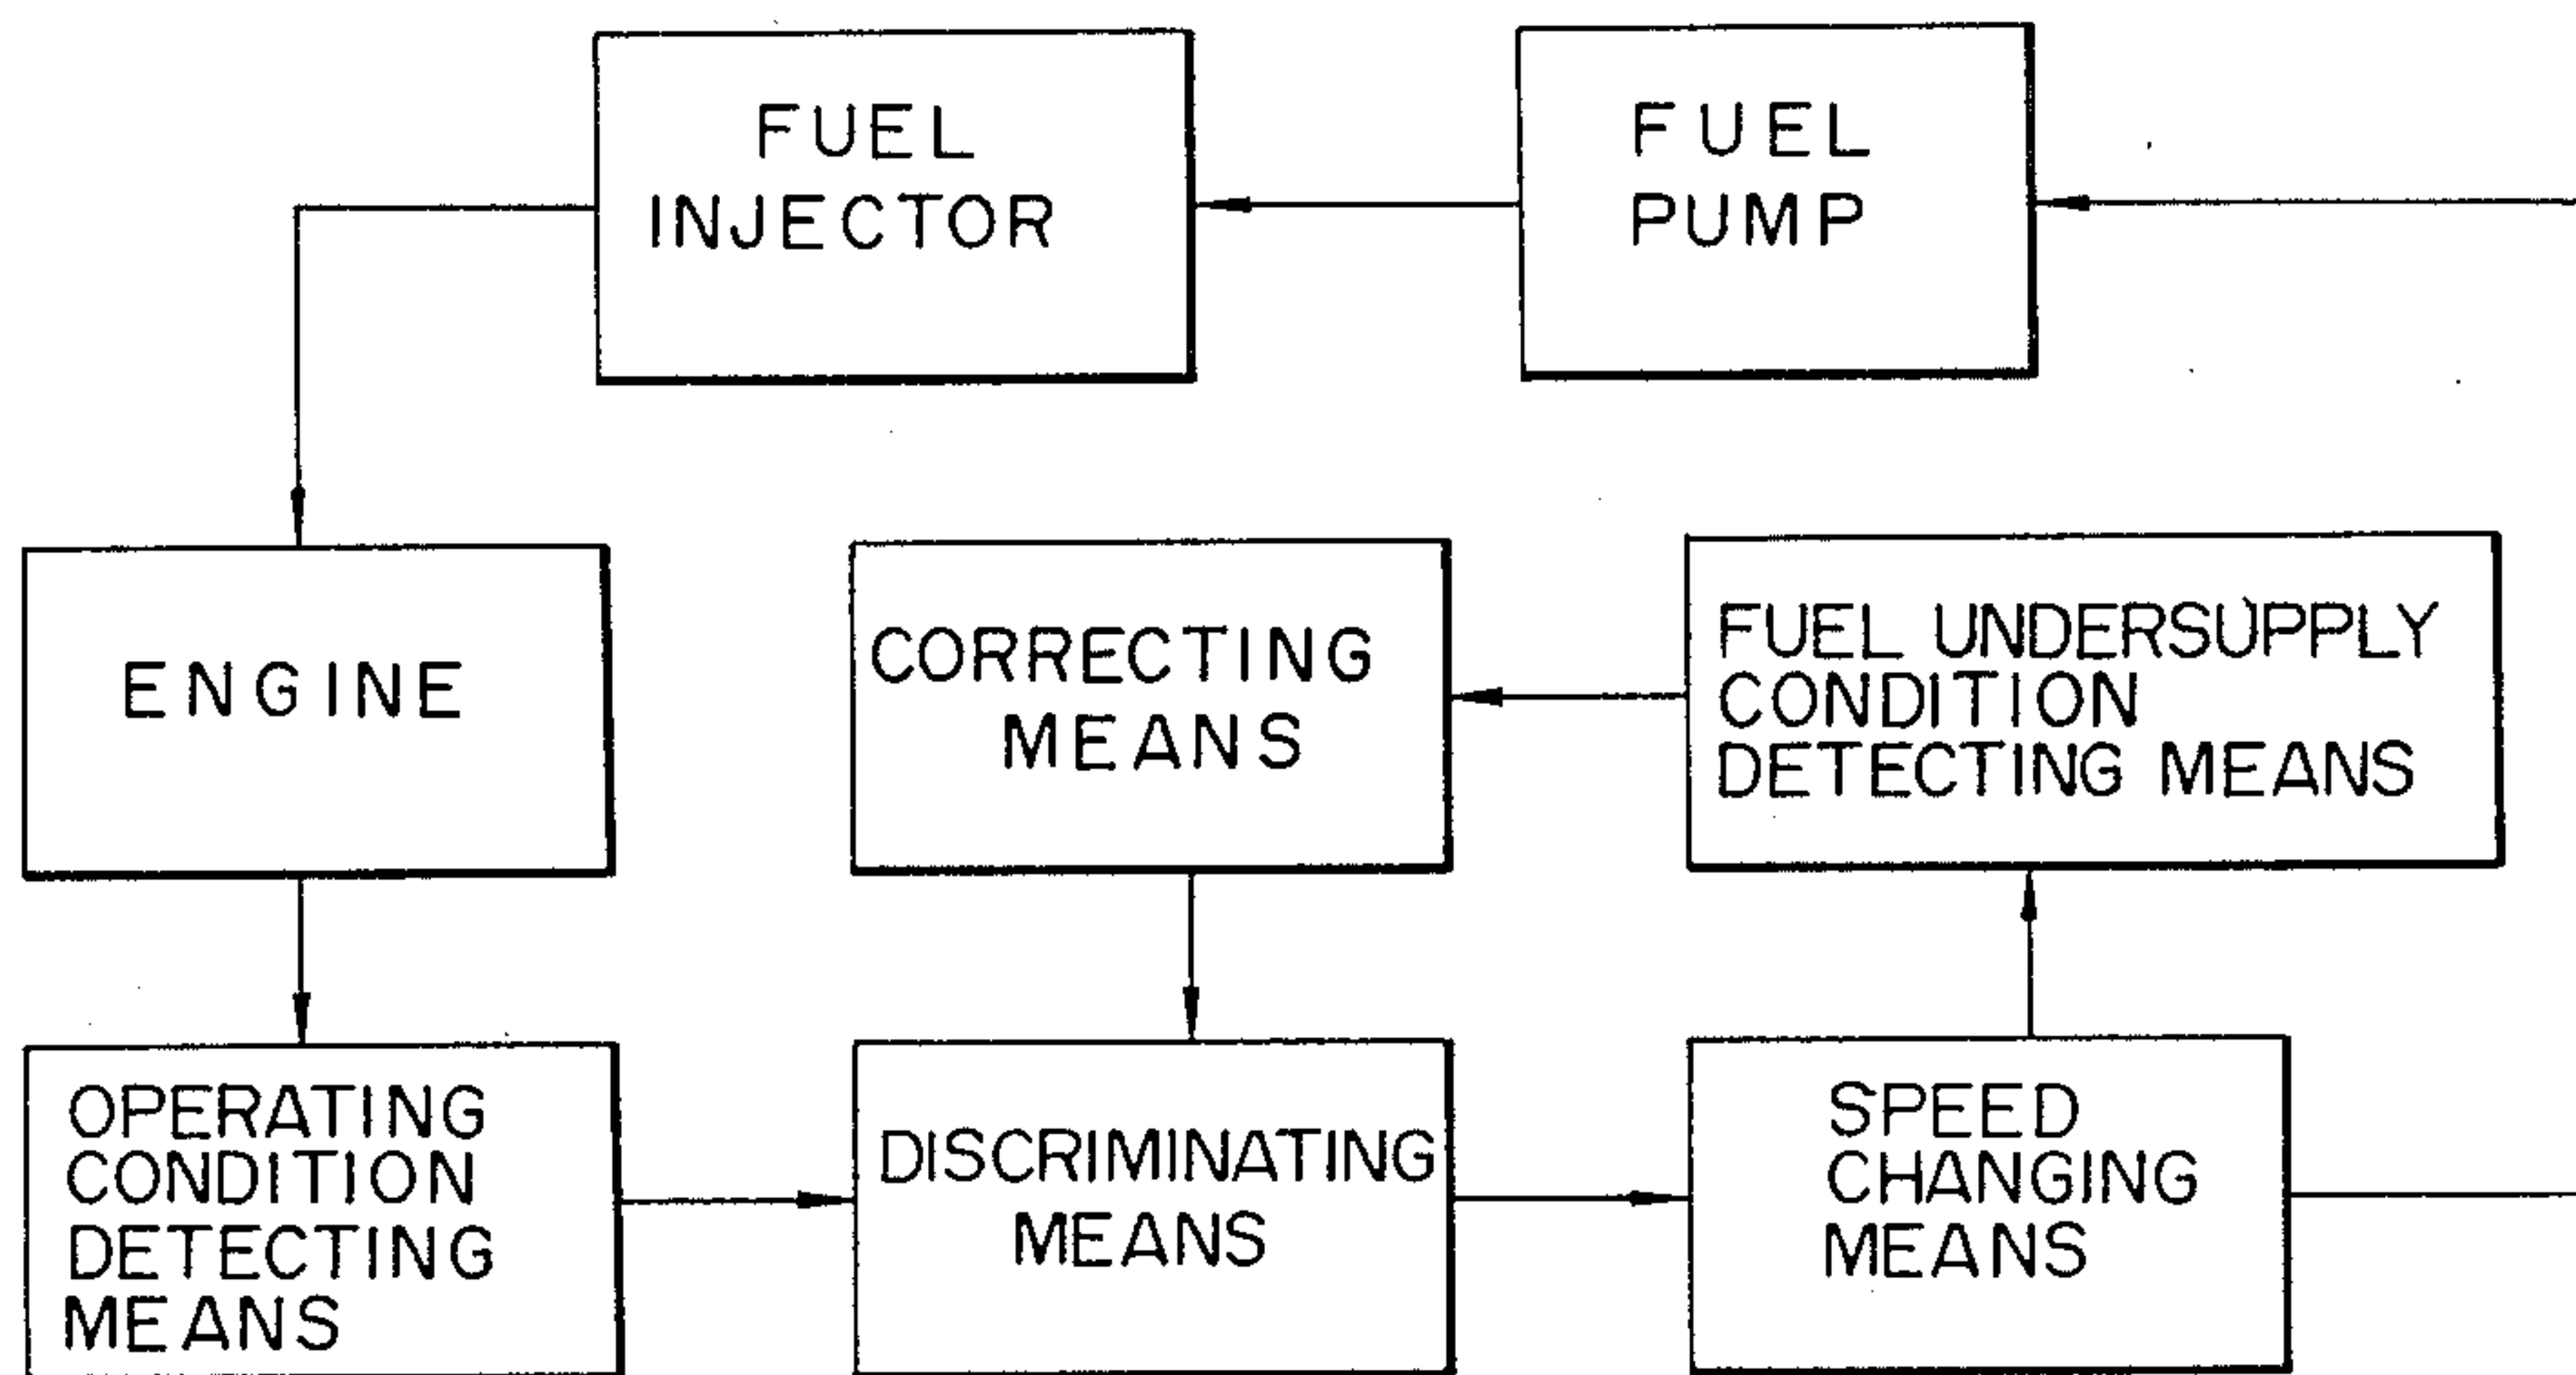 FUEL
INJECTOR
FUEL
PUMP
ENGINE
CORRECTING
MEANS
FUEL UNDERSUPPLY
CONDITION
DETECTING MEANS
OPERATING
CONDITION
DETECTING
MEANS
DISCRIMINATING
MEANS
SPEED
CHANGING
MEANS